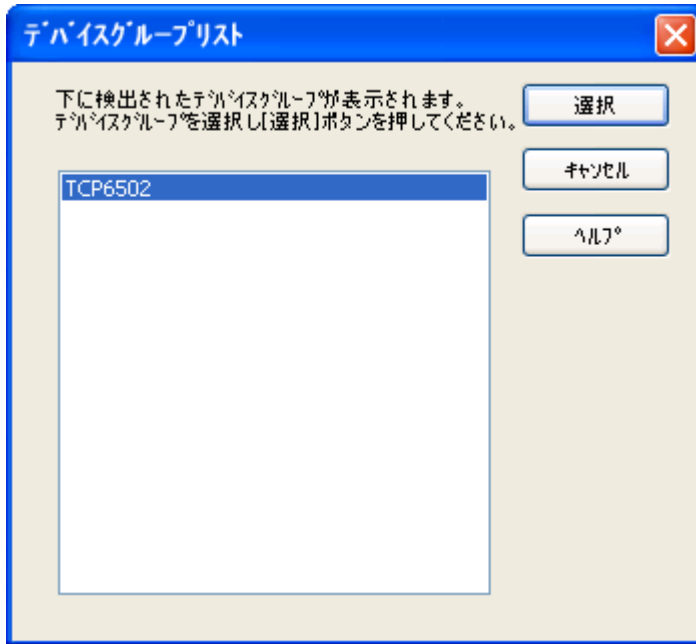 ﾃﾞﾊﾞｲｽｸﾞﾙｰﾌﾟﾘｽﾄ
下に検出されたﾃﾞﾊﾞｲｽｸﾞﾙｰﾌﾟが表示されます。
ﾃﾞﾊﾞｲｽｸﾞﾙｰﾌﾟを選択し[選択]ﾎﾞﾀﾝを押してください。
選択
ｷｬﾝｾﾙ
ﾍﾙﾌﾟ
TCP6502